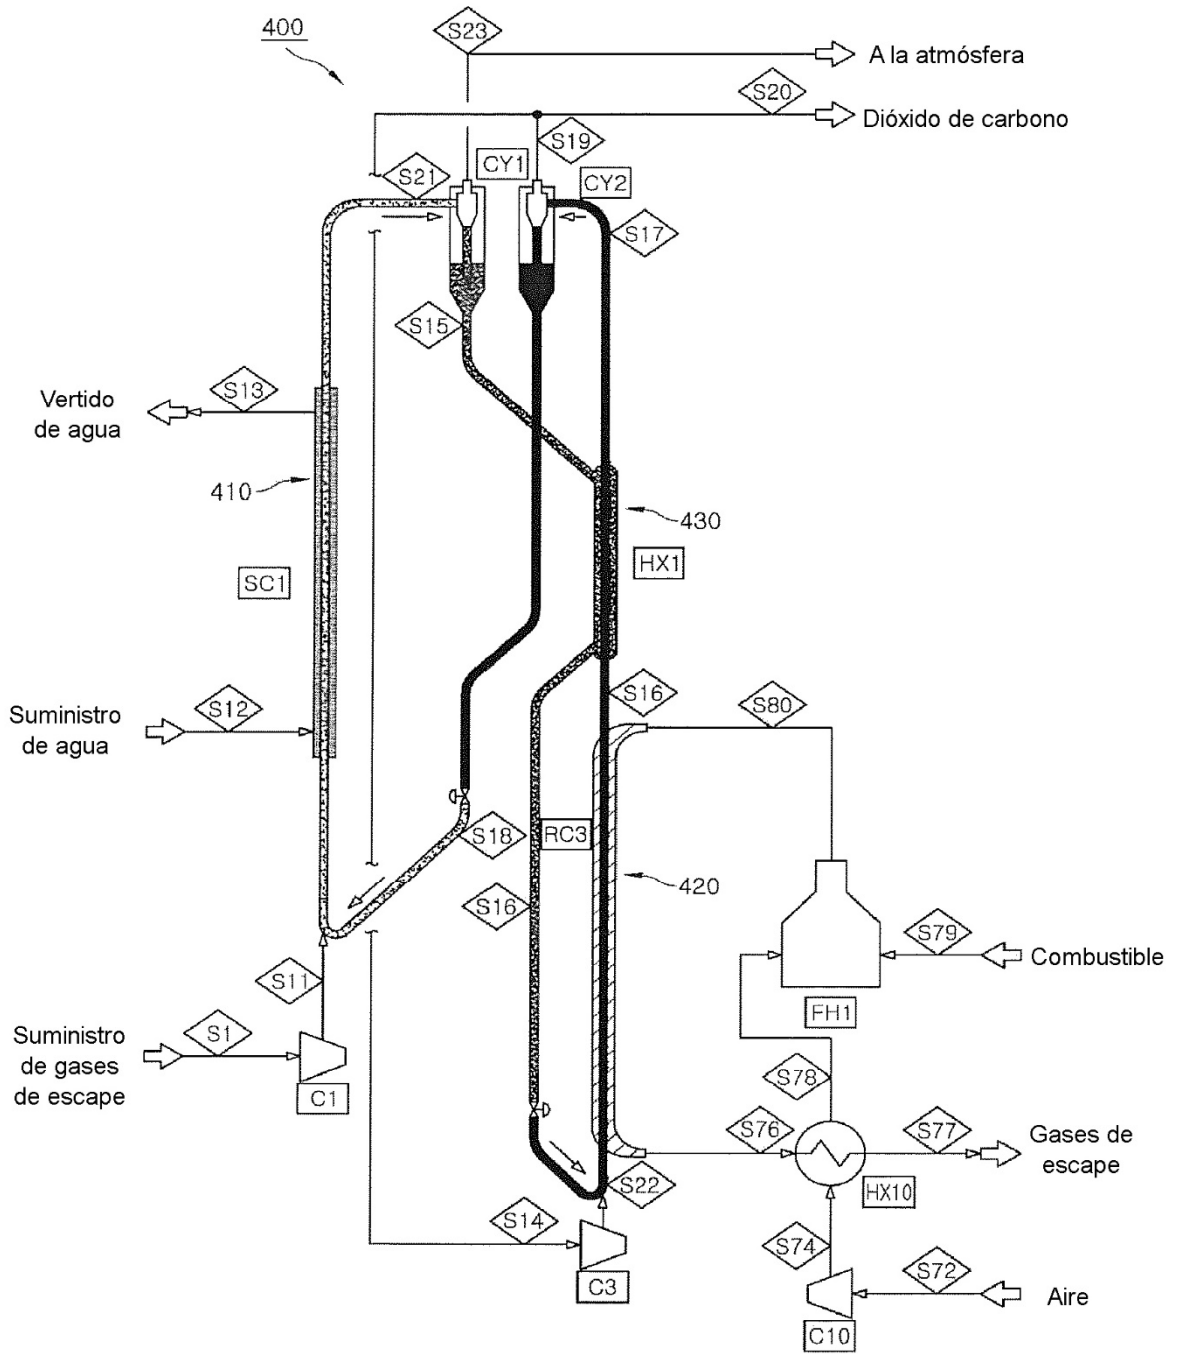 400
S23
A la atmósfera
S20
Dióxido de carbono
S19
CY1
S21
CY2
S17
S15
S13
Vertido
de agua
410
430
HX1
SC1
S16
S80
S12
Suministro
de agua
S18
RC3
420
S16
S79
Combustible
S11
FH1
S1
Suministro
de gases
de escape
S78
C1
S76
S77
Gases de
escape
S22
HX10
S14
S74
S72
C3
Aire
C10